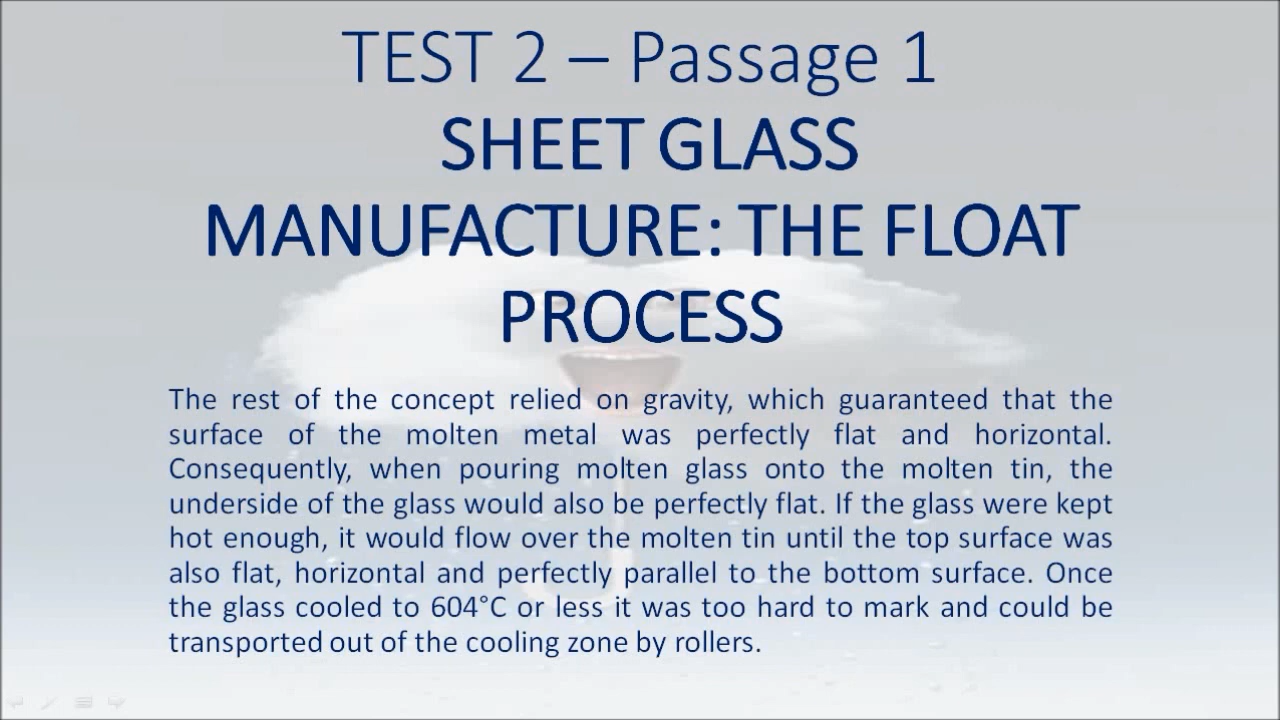 TEST 2 – Passage 1
SHEET GLASS
MANUFACTURE: THE FLOAT
PROCESS
The rest of the concept relied on gravity, which guaranteed that the
surface of the molten metal was perfectly flat and horizontal.
Consequently, when pouring molten glass onto the molten tin, the
underside of the glass would also be perfectly flat. If the glass were kept
hot enough, it would flow over the molten tin until the top surface was
also flat, horizontal and perfectly parallel to the bottom surface. Once
the glass cooled to 604°C or less it was too hard to mark and could be
transported out of the cooling zone by rollers.